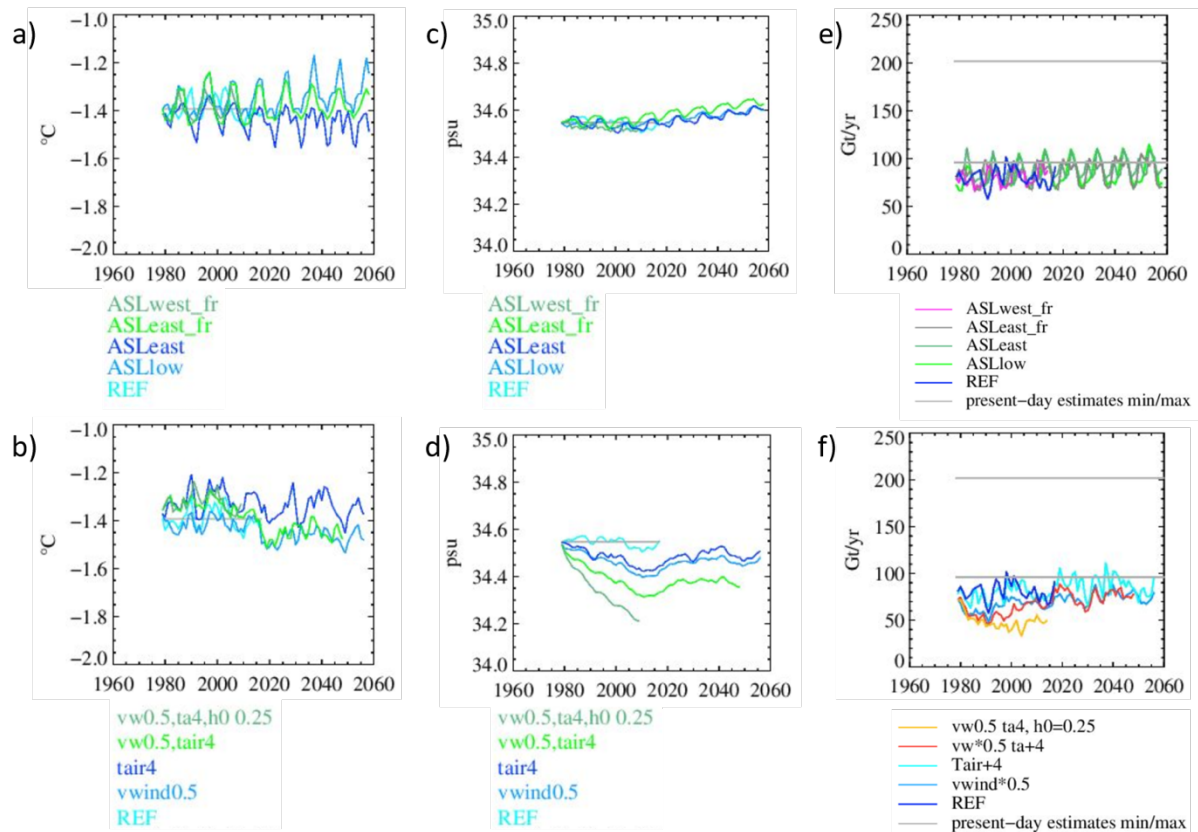 a)
-1.0
-1.2
-1.4
-1.6
-1.8
-2.0
°C
1960 1980 2000 2020 2040 2060
ASLwest_fr
ASLeast_fr
ASLeast
ASLlow
REF
c)
35.0
34.8
34.6
34.4
34.2
34.0
psu
1960 1980 2000 2020 2040 2060
ASLwest_fr
ASLeast_fr
ASLeast
ASLlow
REF
e)
250
200
150
100
50
0
Gt/yr
1960 1980 2000 2020 2040 2060
ASLwest_fr
ASLeast_fr
ASLeast
ASLlow
REF
present-day estimates min/max
b)
-1.0
-1.2
-1.4
-1.6
-1.8
-2.0
°C
1960 1980 2000 2020 2040 2060
vw0.5,ta4,h0 0.25
vw0.5,tair4
tair4
vwind0.5
REF
d)
35.0
34.8
34.6
34.4
34.2
34.0
psu
1960 1980 2000 2020 2040 2060
vw0.5,ta4,h0 0.25
vw0.5,tair4
tair4
vwind0.5
REF
f)
250
200
150
100
50
0
Gt/yr
1960 1980 2000 2020 2040 2060
vw0.5 ta4, h0=0.25
vw*0.5 ta+4
Tair+4
vwind*0.5
REF
present-day estimates min/max